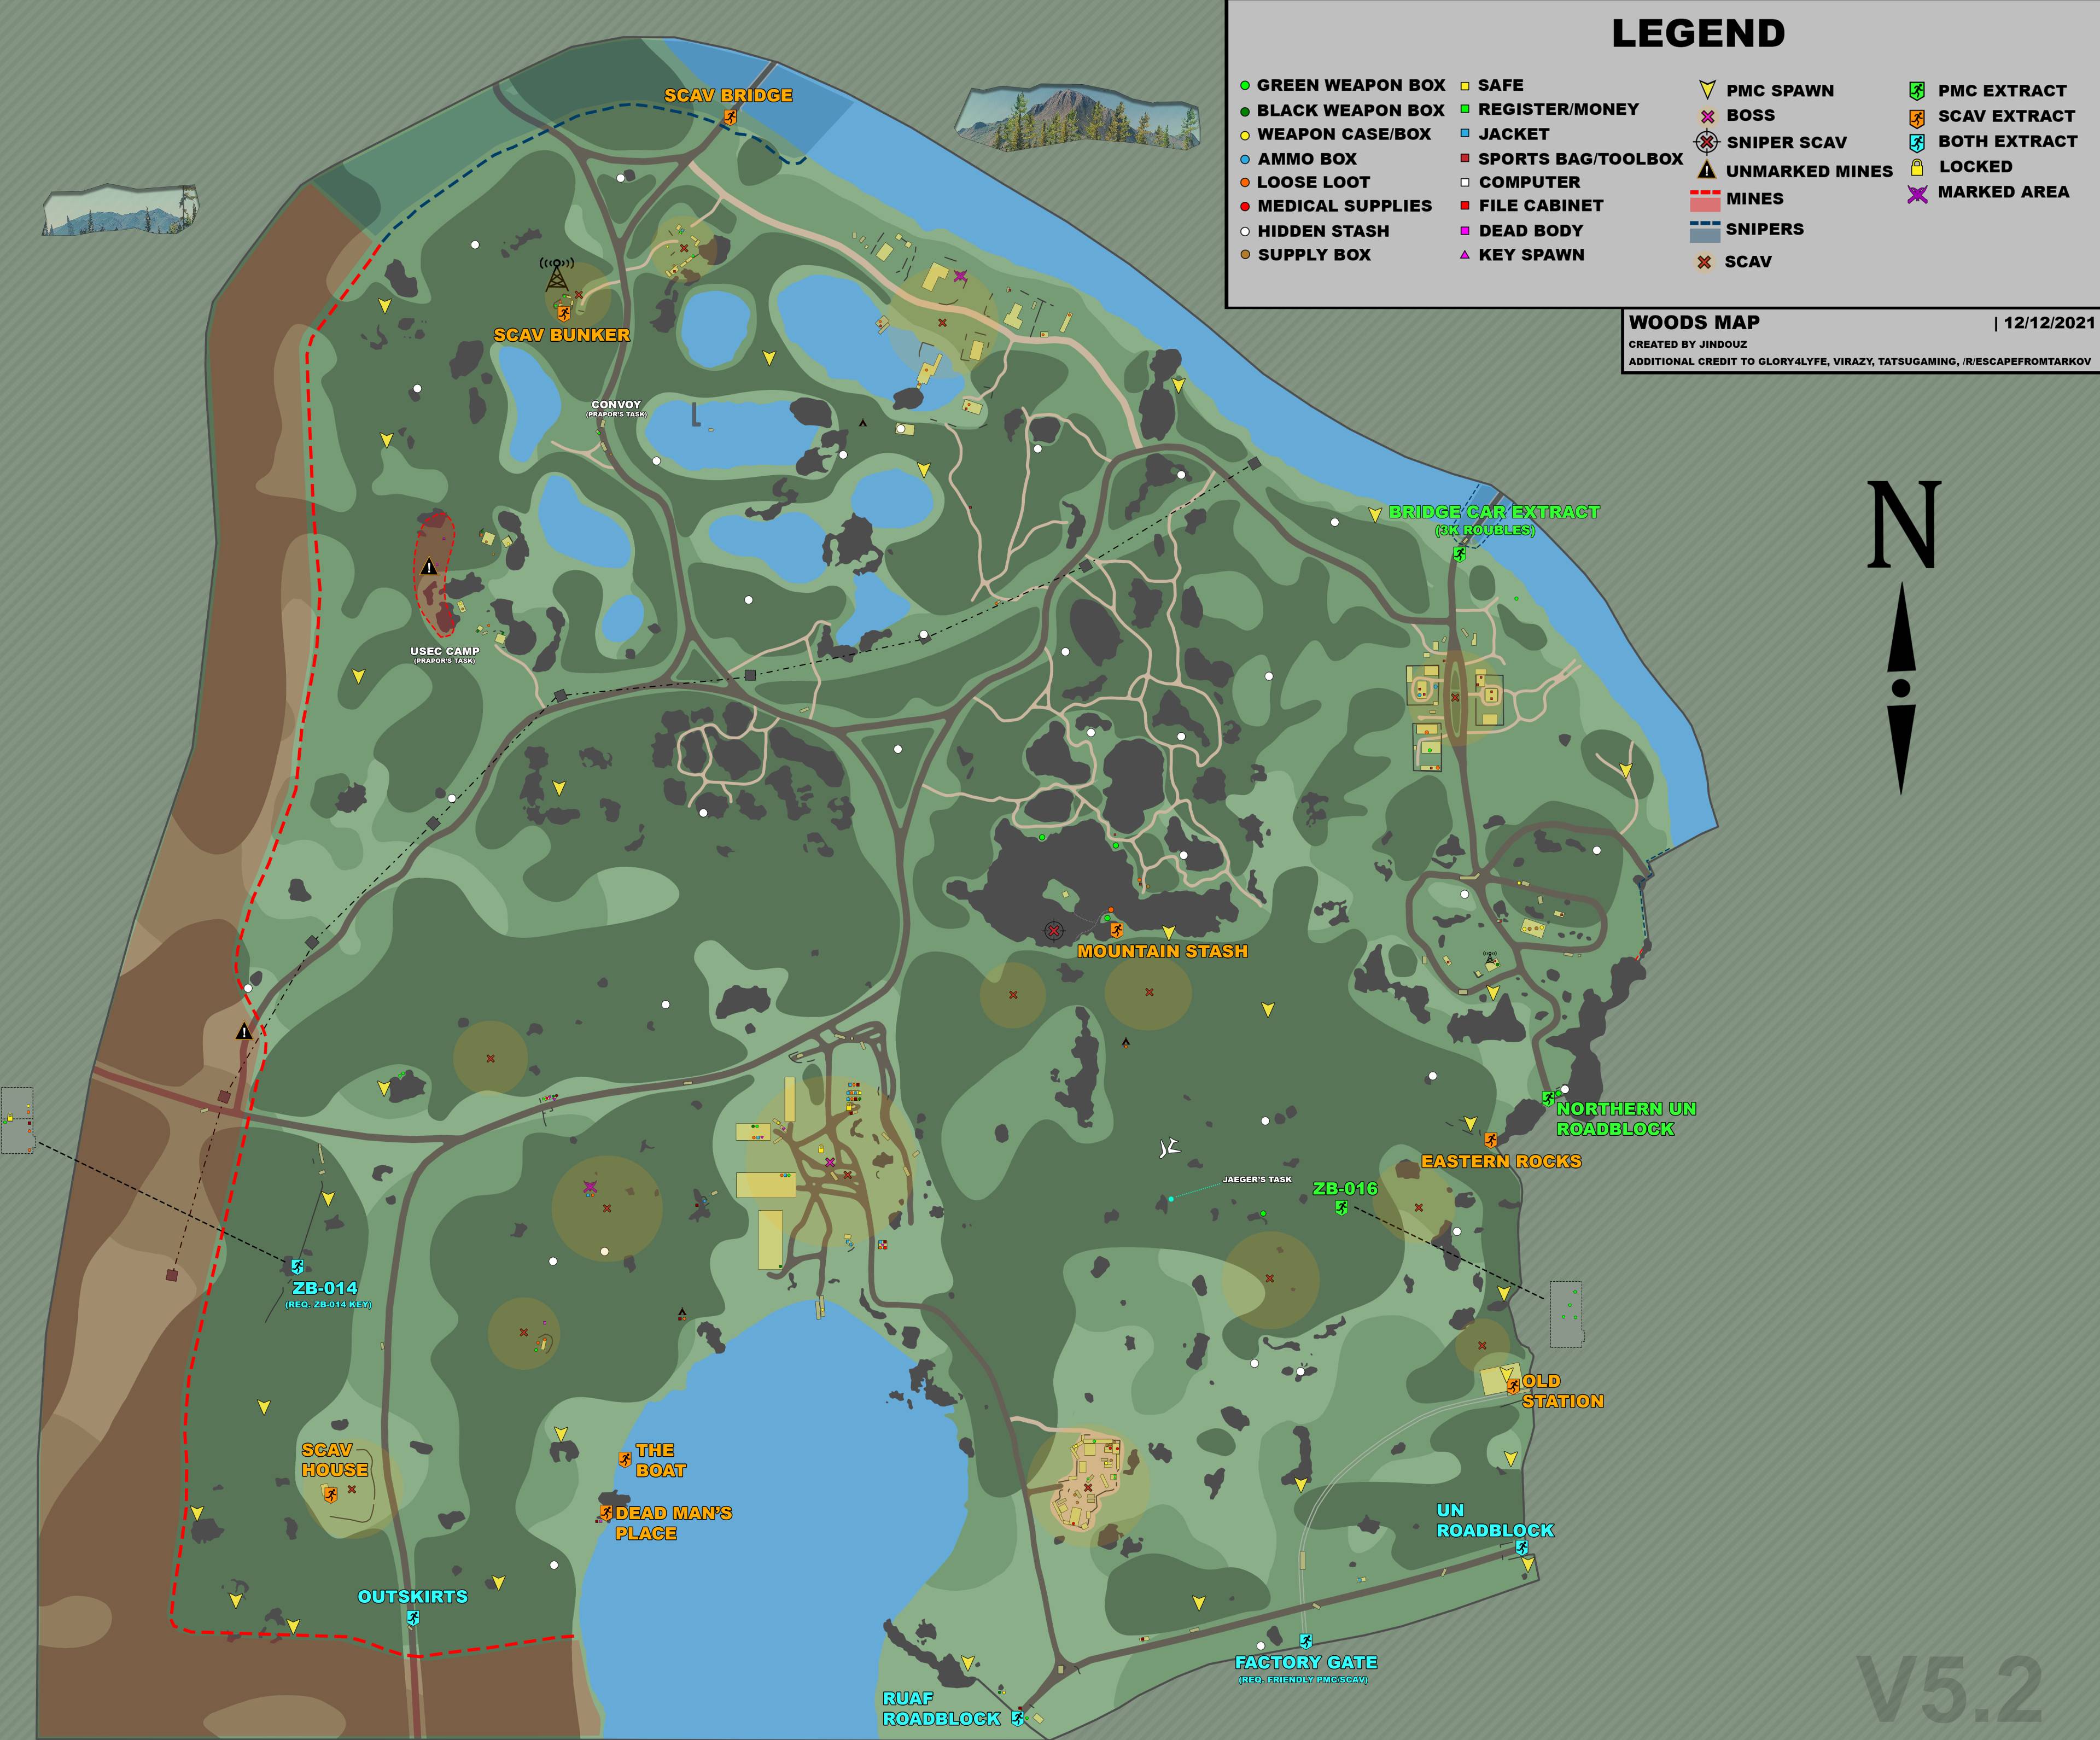 LEGEND
GREEN WEAPON BOX
BLACK WEAPON BOX
WEAPON CASE/BOX
AMMO BOX
LOOSE LOOT
MEDICAL SUPPLIES
HIDDEN STASH
SUPPLY BOX
SAFE
REGISTER/MONEY
JACKET
SPORTS BAG/TOOLBOX
COMPUTER
FILE CABINET
DEAD BODY
KEY SPAWN
PMC SPAWN
BOSS
SNIPER SCAV
UNMARKED MINES
MINES
SNIPERS
SCAV
PMC EXTRACT
SCAV EXTRACT
BOTH EXTRACT
LOCKED
MARKED AREA
WOODS MAP | 12/12/2021
CREATED BY JINDOUZ
ADDITIONAL CREDIT TO GLORY4LYFE, VIRAZY, TATSUGAMING, /R/ESCAPEFROMTARKOV
SCAV BRIDGE
SCAV BUNKER
CONVOY
(PRAPOR'S TASK)
N
BRIDGE CAR EXTRACT
(3K ROUBLES)
USEC CAMP
(PRAPOR'S TASK)
MOUNTAIN STASH
NORTHERN UN
ROADBLOCK
EASTERN ROCKS
JAEGER'S TASK
ZB-016
ZB-014
(REQ. ZB-014 KEY)
OLD
STATION
SCAV
HOUSE
THE
BOAT
DEAD MAN'S
PLACE
UN
ROADBLOCK
OUTSKIRTS
FACTORY GATE
(REQ. FRIENDLY PMC/SCAV)
RUAF
ROADBLOCK
V5.2